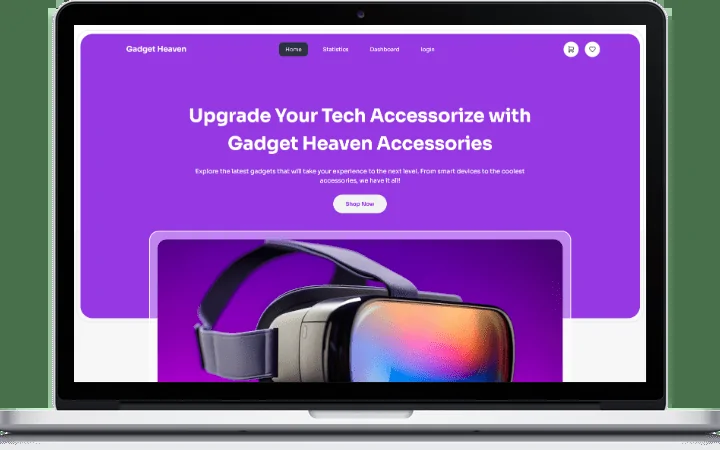 Gadget Heaven
Home Statistics Dashboard login
Upgrade Your Tech Accessorize with
Gadget Heaven Accessories
Explore the latest gadgets that will take your experience to the next level. From smart devices to the coolest
accessories, we have it all!
Shop Now